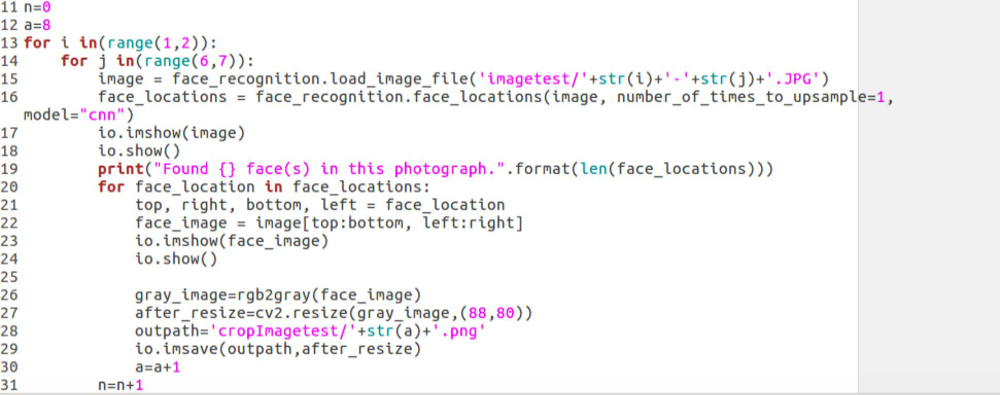 11 n=0
12 a=8
13 for i in(range(1,2)):
14     for j in(range(6,7)):
15         image = face_recognition.load_image_file('imagetest/'+str(i)+'-'+str(j)+'.JPG')
16         face_locations = face_recognition.face_locations(image, number_of_times_to_upsample=1,
model="cnn")
17         io.imshow(image)
18         io.show()
19         print("Found {} face(s) in this photograph.".format(len(face_locations)))
20         for face_location in face_locations:
21             top, right, bottom, left = face_location
22             face_image = image[top:bottom, left:right]
23             io.imshow(face_image)
24             io.show()
25
26             gray_image=rgb2gray(face_image)
27             after_resize=cv2.resize(gray_image,(88,80))
28             outpath='cropImagetest/'+str(a)+'.png'
29             io.imsave(outpath,after_resize)
30             a=a+1
31         n=n+1